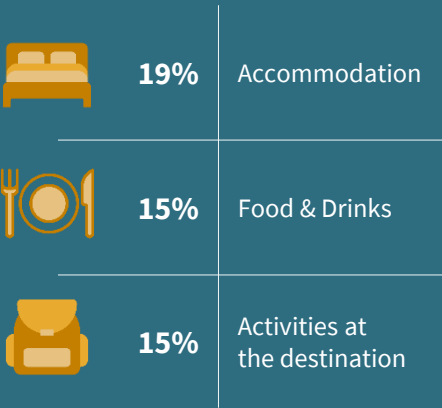 19% Accommodation
15% Food & Drinks
15% Activities at
the destination